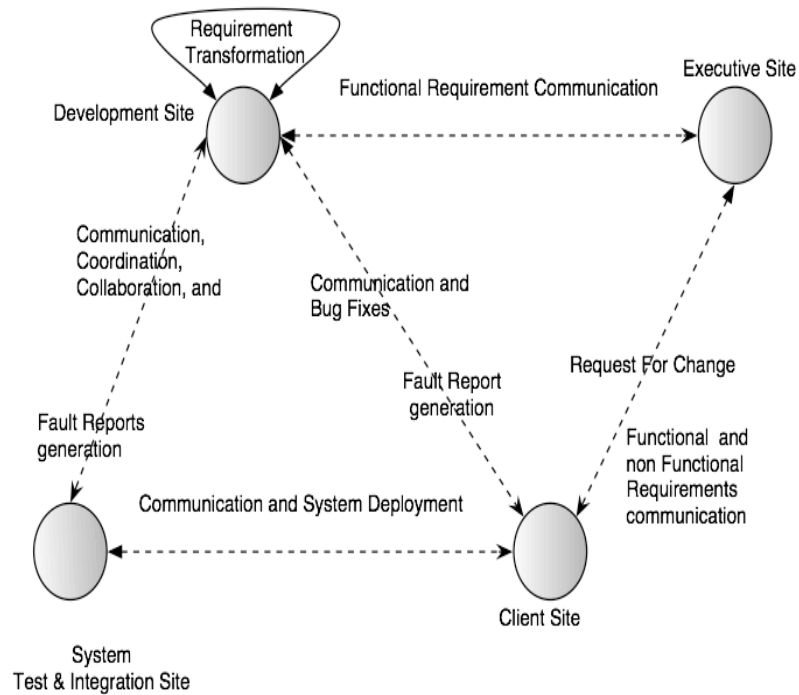 Requirement
Transformation
Executive Site
Functional Requirement Communication
Development Site
Communication,
Coordination,
Collaboration, and
Communication and
Bug Fixes
Request For Change
Fault Report
generation
Fault Reports
generation
Functional and
non Functional
Requirements
communication
Communication and System Deployment
Client Site
System
Test & Integration Site